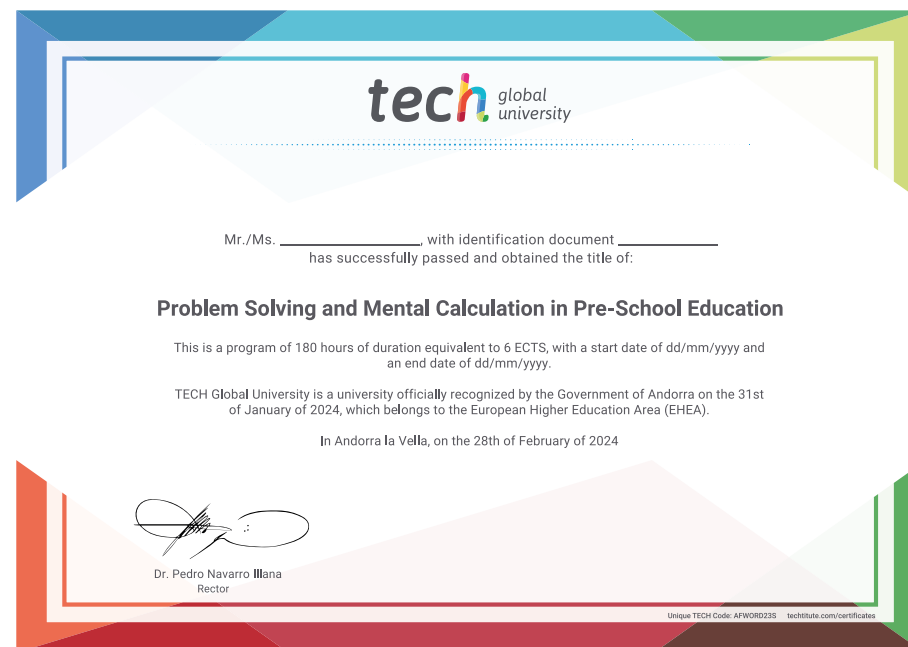 tech global university
Mr./Ms. ____________________, with identification document ______________
has successfully passed and obtained the title of:
Problem Solving and Mental Calculation in Pre-School Education
This is a program of 180 hours of duration equivalent to 6 ECTS, with a start date of dd/mm/yyyy and
an end date of dd/mm/yyyy.
TECH Global University is a university officially recognized by the Government of Andorra on the 31st
of January of 2024, which belongs to the European Higher Education Area (EHEA).
In Andorra la Vella, on the 28th of February of 2024
Dr. Pedro Navarro Illana
Rector
Unique TECH Code: AFWORD23S techtitute.com/certificates